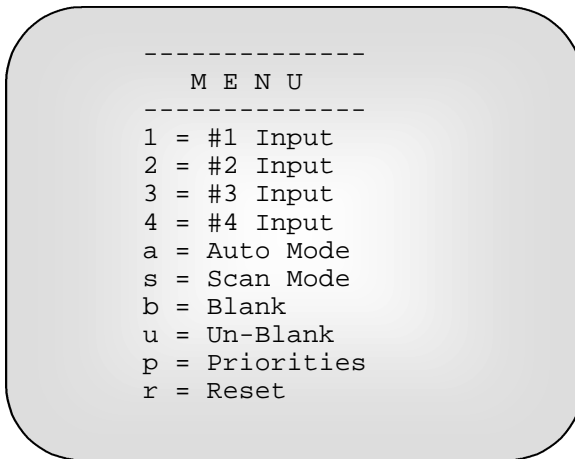 --------------
M E N U
--------------
1 = #1 Input
2 = #2 Input
3 = #3 Input
4 = #4 Input
a = Auto Mode
s = Scan Mode
b = Blank
u = Un-Blank
p = Priorities
r = Reset